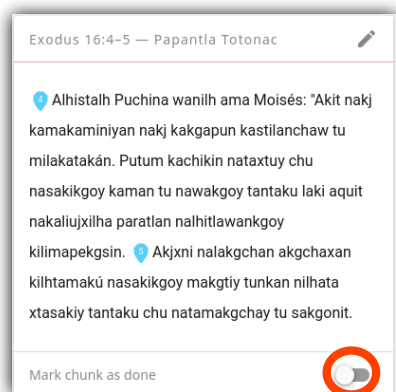 Exodus 16:4–5 — Papantla Totonac
4 Alhistalh Puchina wanilh ama Moisés: "Akit nakj
kamakaminiyan nakj kakgapun kastilanchaw tu
milakatakán. Putum kachikin nataxtuy chu
nasakikgoy kaman tu nawakgoy tantaku laki aquit
nakaliujxilha paratlan nalhitlawankgoy
kilimapekgsin. 5 Akjxni nalakgchan akgchaxan
kilhtamakú nasakikgoy makgtiy tunkan nilhata
xtasakiy tantaku chu natamakgchay tu sakgonit.
Mark chunk as done